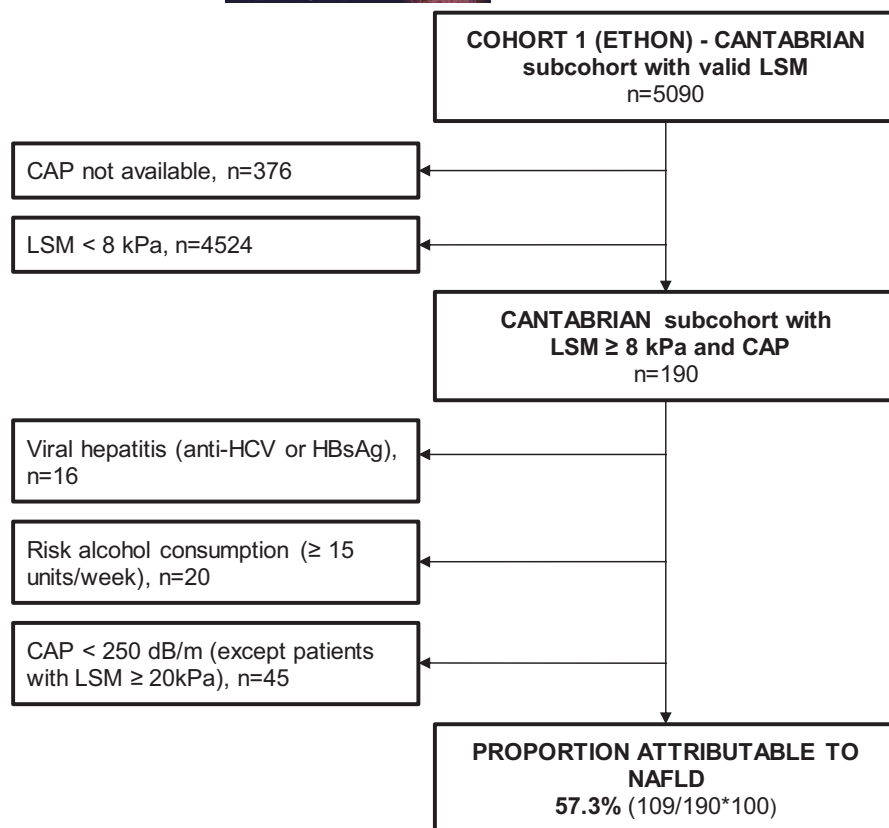 COHORT 1 (ETHON) - CANTABRIAN
subcohort with valid LSM
n=5090
CAP not available, n=376
LSM < 8 kPa, n=4524
CANTABRIAN subcohort with
LSM ≥ 8 kPa and CAP
n=190
Viral hepatitis (anti-HCV or HBsAg),
n=16
Risk alcohol consumption (≥ 15
units/week), n=20
CAP < 250 dB/m (except patients
with LSM ≥ 20kPa), n=45
PROPORTION ATTRIBUTABLE TO
NAFLD
57.3% (109/190*100)